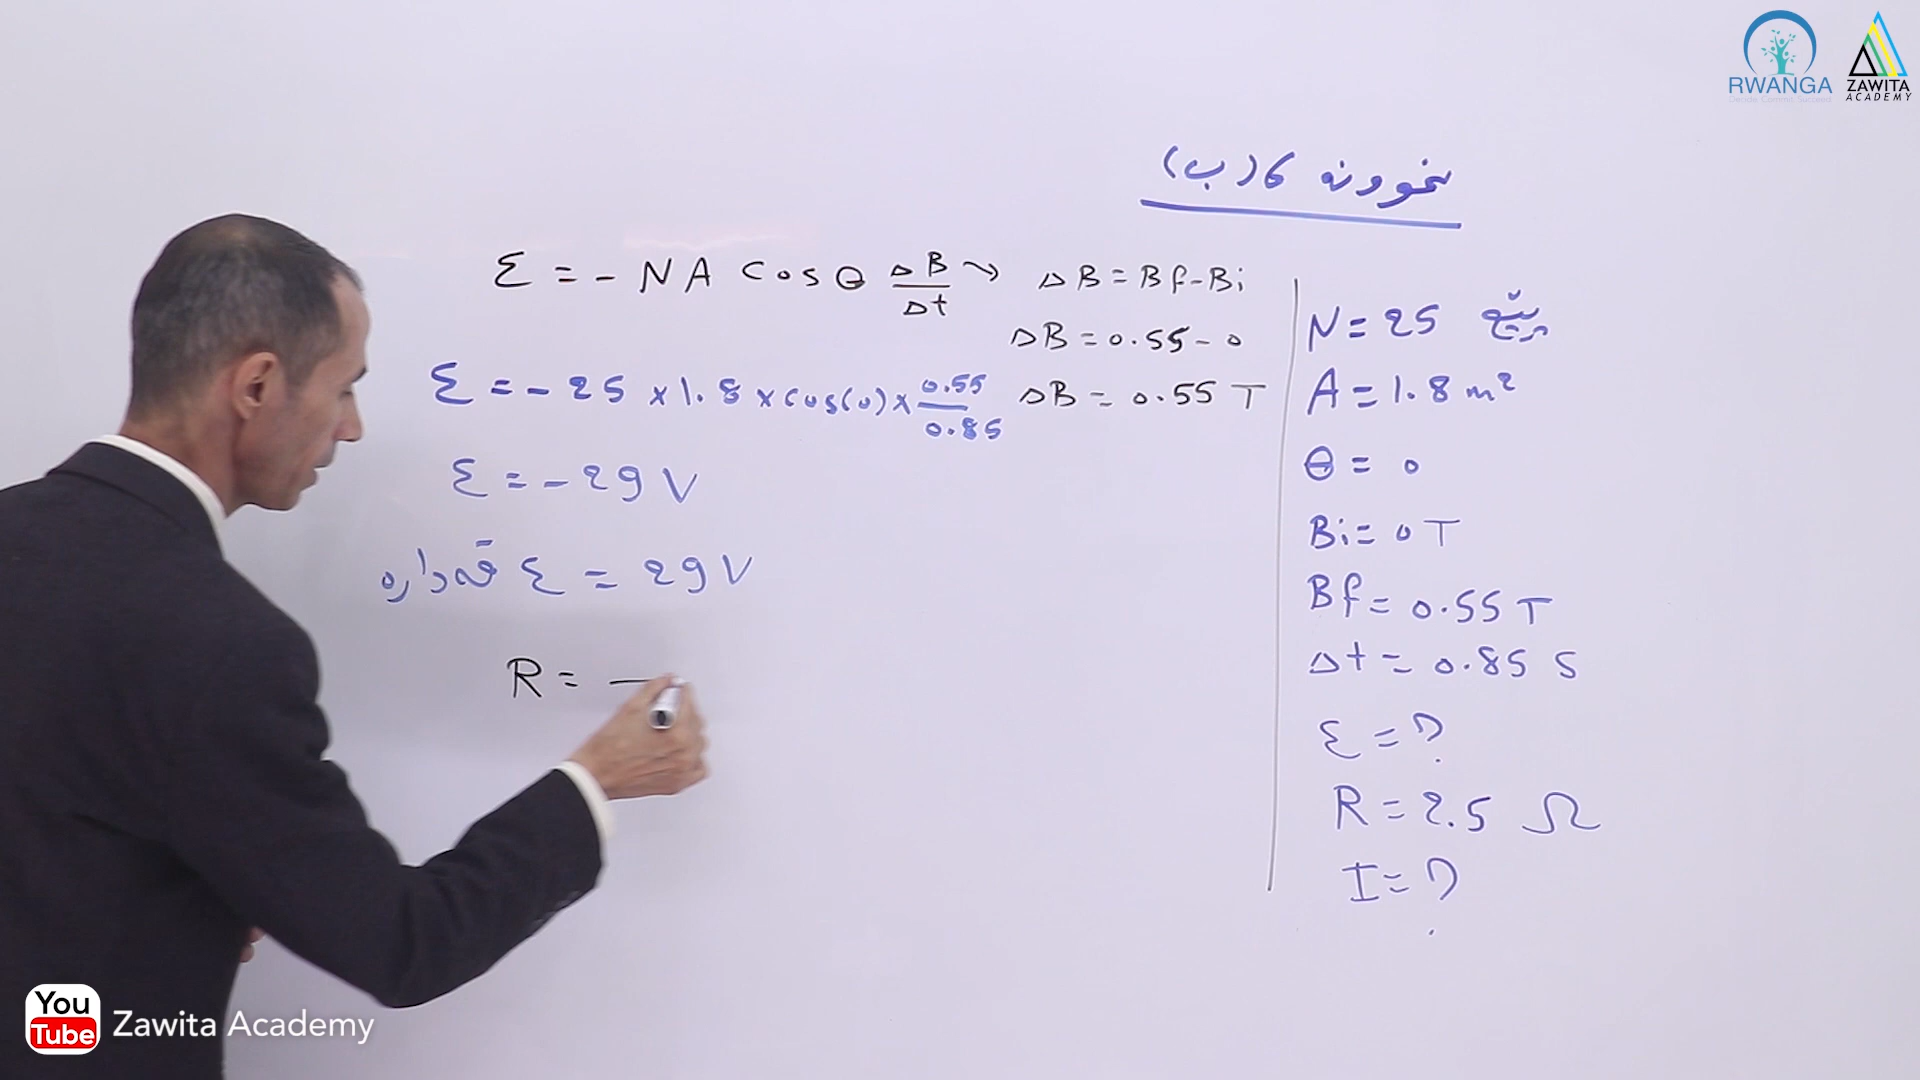 RWANGA
ZAWITA
ACADEMY
نموونه ٦ (ب)
Ɛ = - NA cos θ ΔB/Δt → ΔB = Bf - Bi
ΔB = 0.55 - 0
Ɛ = - 25 × 1.8 × cos(0) × 0.55/0.85
ΔB = 0.55 T
Ɛ = - 29 V
Ɛ = 29 V
R = —
N = 25
A = 1.8 m²
θ = 0
Bi = 0 T
Bf = 0.55 T
Δt = 0.85 S
Ɛ = ?
R = 2.5 Ω
I = ?
You
Tube
Zawita Academy